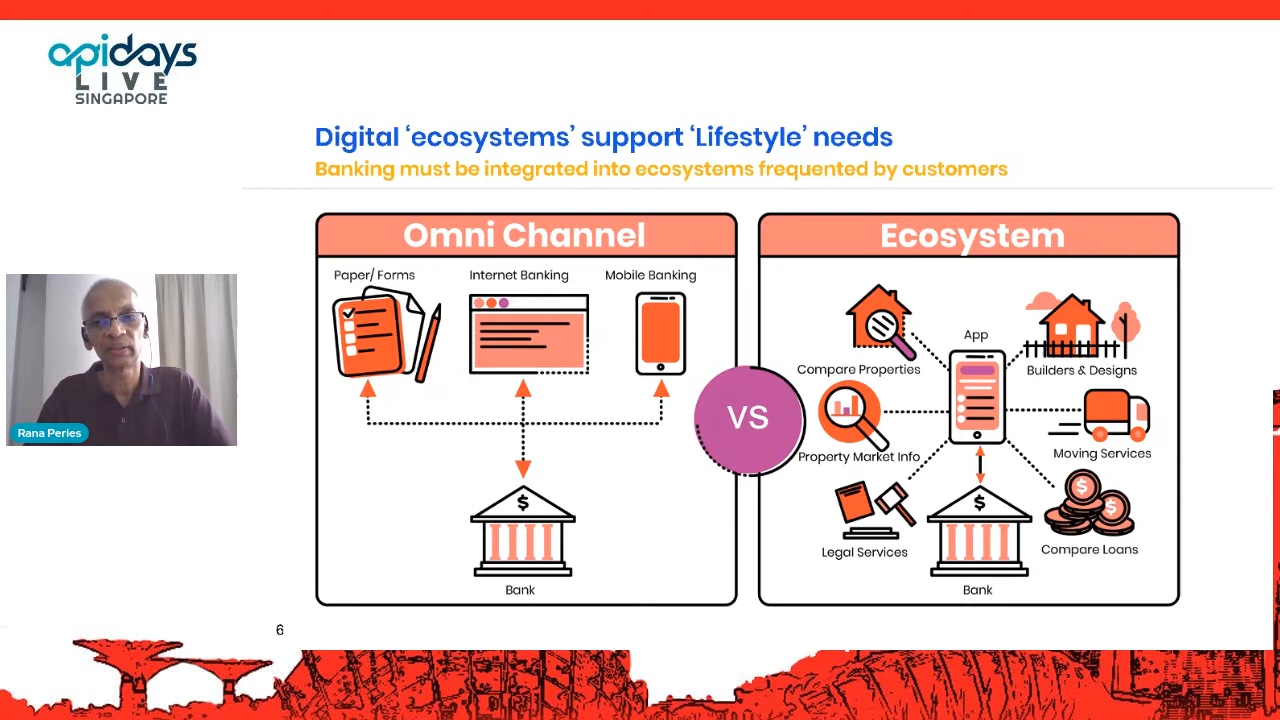 apidays
LIVE
SINGAPORE
Digital ‘ecosystems’ support ‘Lifestyle’ needs
Banking must be integrated into ecosystems frequented by customers
Omni Channel
Paper/ Forms
Internet Banking
Mobile Banking
$
Bank
VS
Ecosystem
App
Compare Properties
Builders & Designs
Property Market Info
Moving Services
Legal Services
$
$
$
Compare Loans
Bank
Rana Peries
6